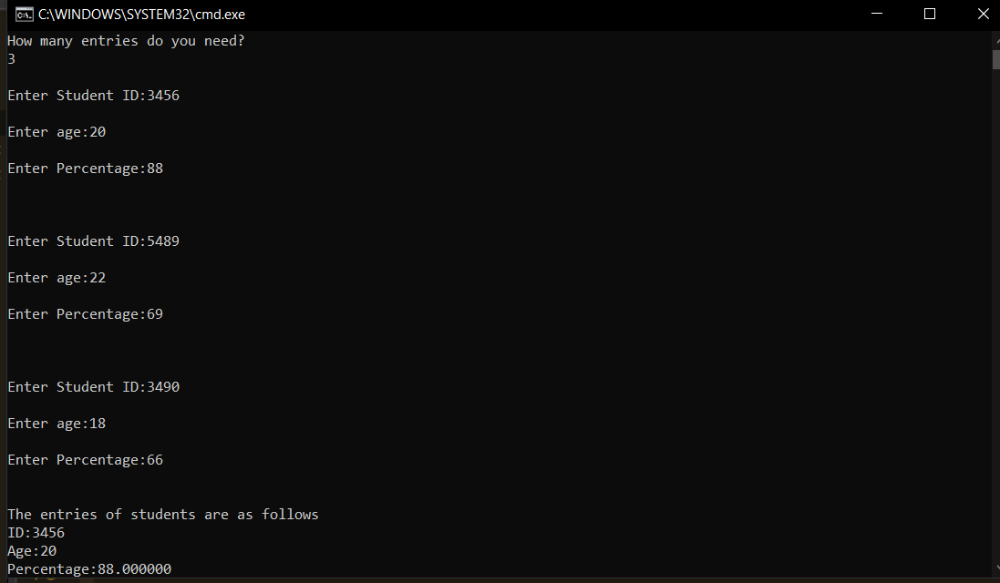 C:\WINDOWS\SYSTEM32\cmd.exe
How many entries do you need?
3
Enter Student ID:3456
Enter age:20
Enter Percentage:88
Enter Student ID:5489
Enter age:22
Enter Percentage:69
Enter Student ID:3490
Enter age:18
Enter Percentage:66
The entries of students are as follows
ID:3456
Age:20
Percentage:88.000000